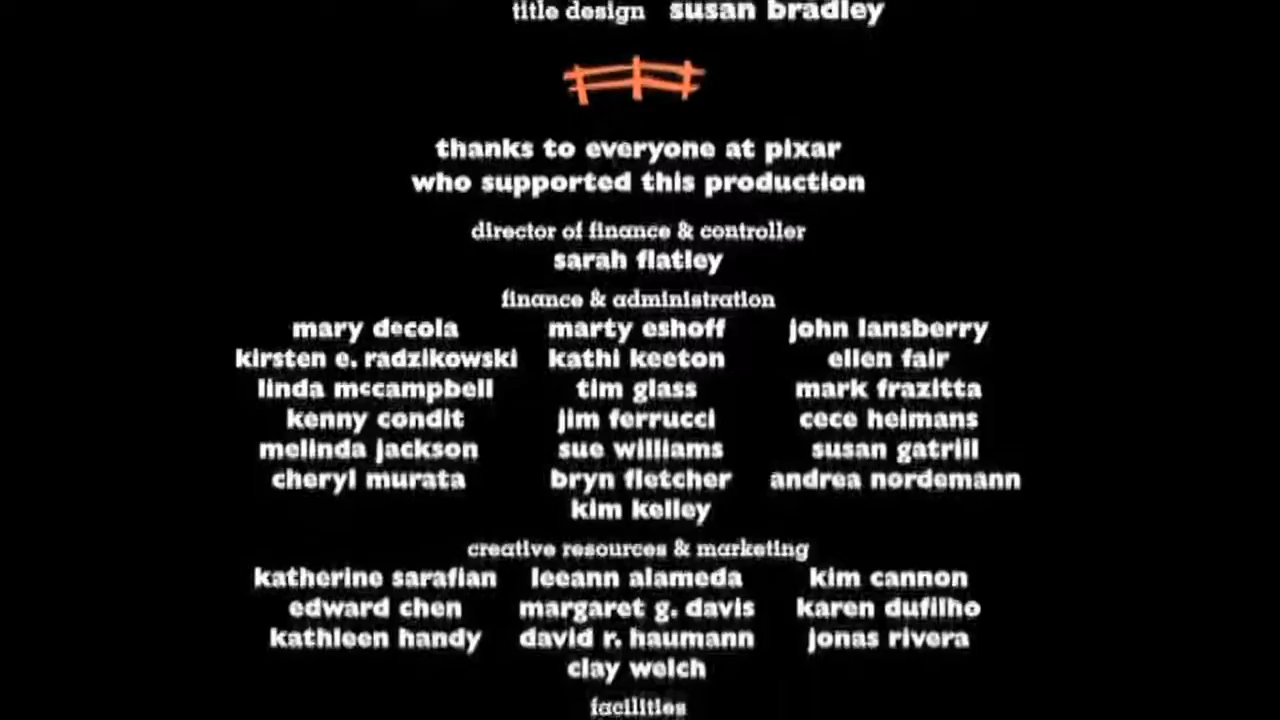 title design susan bradley
thanks to everyone at pixar
who supported this production
director of finance & controller
sarah flatley
finance & administration
mary decola marty eshoff john lansberry
kirsten e. radzikowski kathi keeton ellen fair
linda mccampbell tim glass mark frazitta
kenny condit jim ferrucci cece heimans
melinda jackson sue williams susan gatrill
cheryl murata bryn fletcher andrea nordemann
kim kelley
creative resources & marketing
katherine sarafian leeann alameda kim cannon
edward chen margaret g. davis karen dufilho
kathleen handy david r. haumann jonas rivera
clay welch
facilities